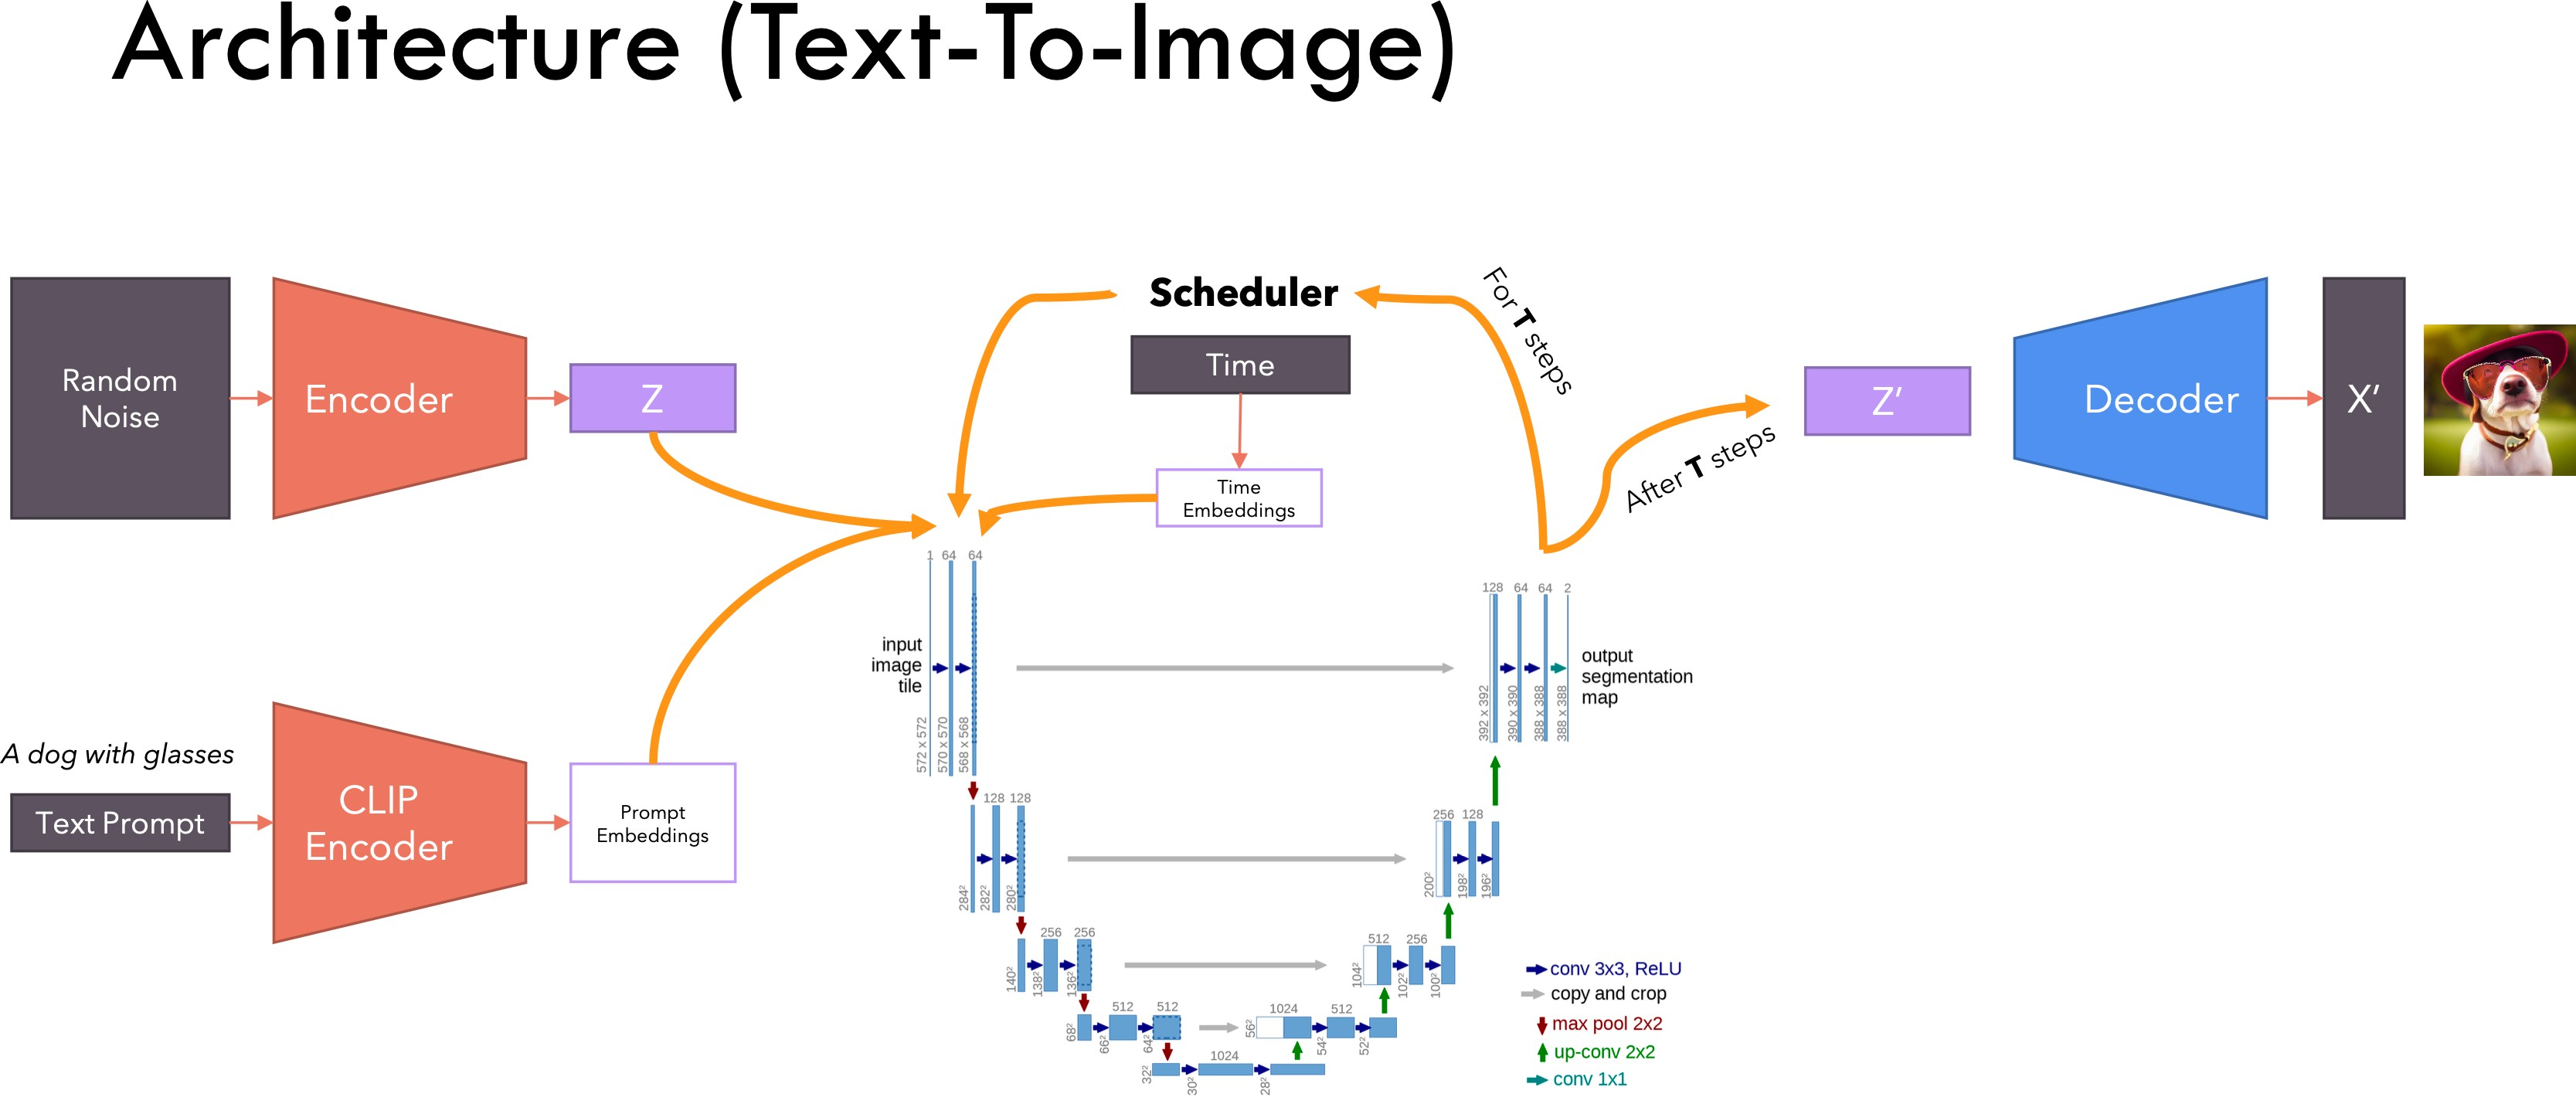 Architecture (Text-To-Image)
Random
Noise
Encoder
Z
Scheduler
Time
Time
Embeddings
For T steps
After T steps
Z'
Decoder
X'
A dog with glasses
Text Prompt
CLIP
Encoder
Prompt
Embeddings
1 64 64
input
image
tile
572 x 572
570 x 570
568 x 568
128 64 64 2
392 x 392
390 x 390
388 x 388
388 x 388
output
segmentation
map
128 128
284²
282²
280²
256 128
200²
198²
196²
256 256
140²
138²
136²
512 256
104²
102²
100²
512 512
68²
66²
64²
1024 512
56²
54²
52²
1024
32²
30²
28²
conv 3x3, ReLU
copy and crop
max pool 2x2
up-conv 2x2
conv 1x1